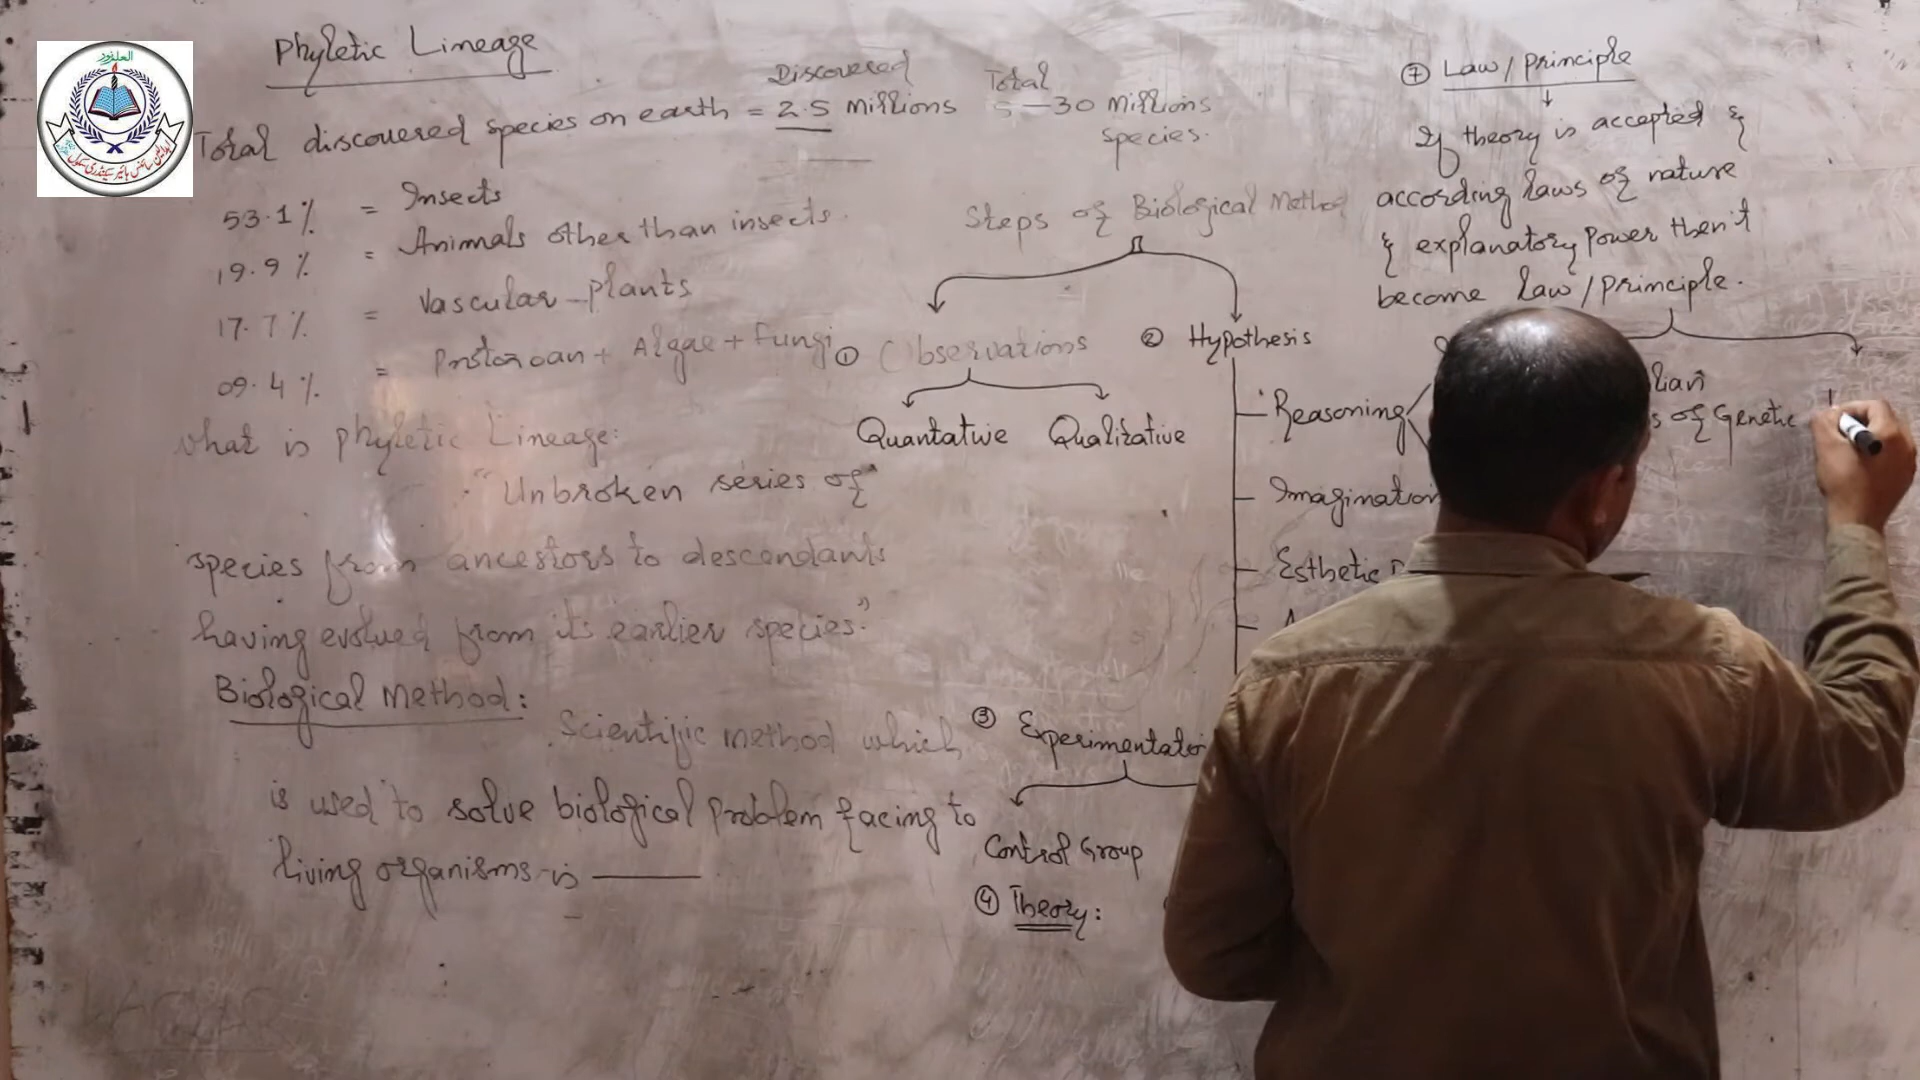 العلم نور
Phyletic Lineage
Total discovered species on earth = 2.5 Millions
Discovered
Total
5-30 Millions
species.
53.1% = Insects
19.9% = Animals other than insects.
17.7% = Vascular plants
09.4% = Protozoan + Algae + Fungi
What is phyletic Lineage:
"Unbroken series of
species from ancestors to descendants
having evolved from its earlier species."
Biological Method:
Scientific method which
is used to solve biological problem facing to
living organisms is
Steps of Biological Method
① Observations
Quantative Qualitative
② Hypothesis
Reasoning
Imagination
Esthetic
③ Experimentatio
Control Group
④ Theory:
⑦ Law/principle
If theory is accepted &
according laws of nature
& explanatory power then it
become law/principle.
lian
s of Genetic